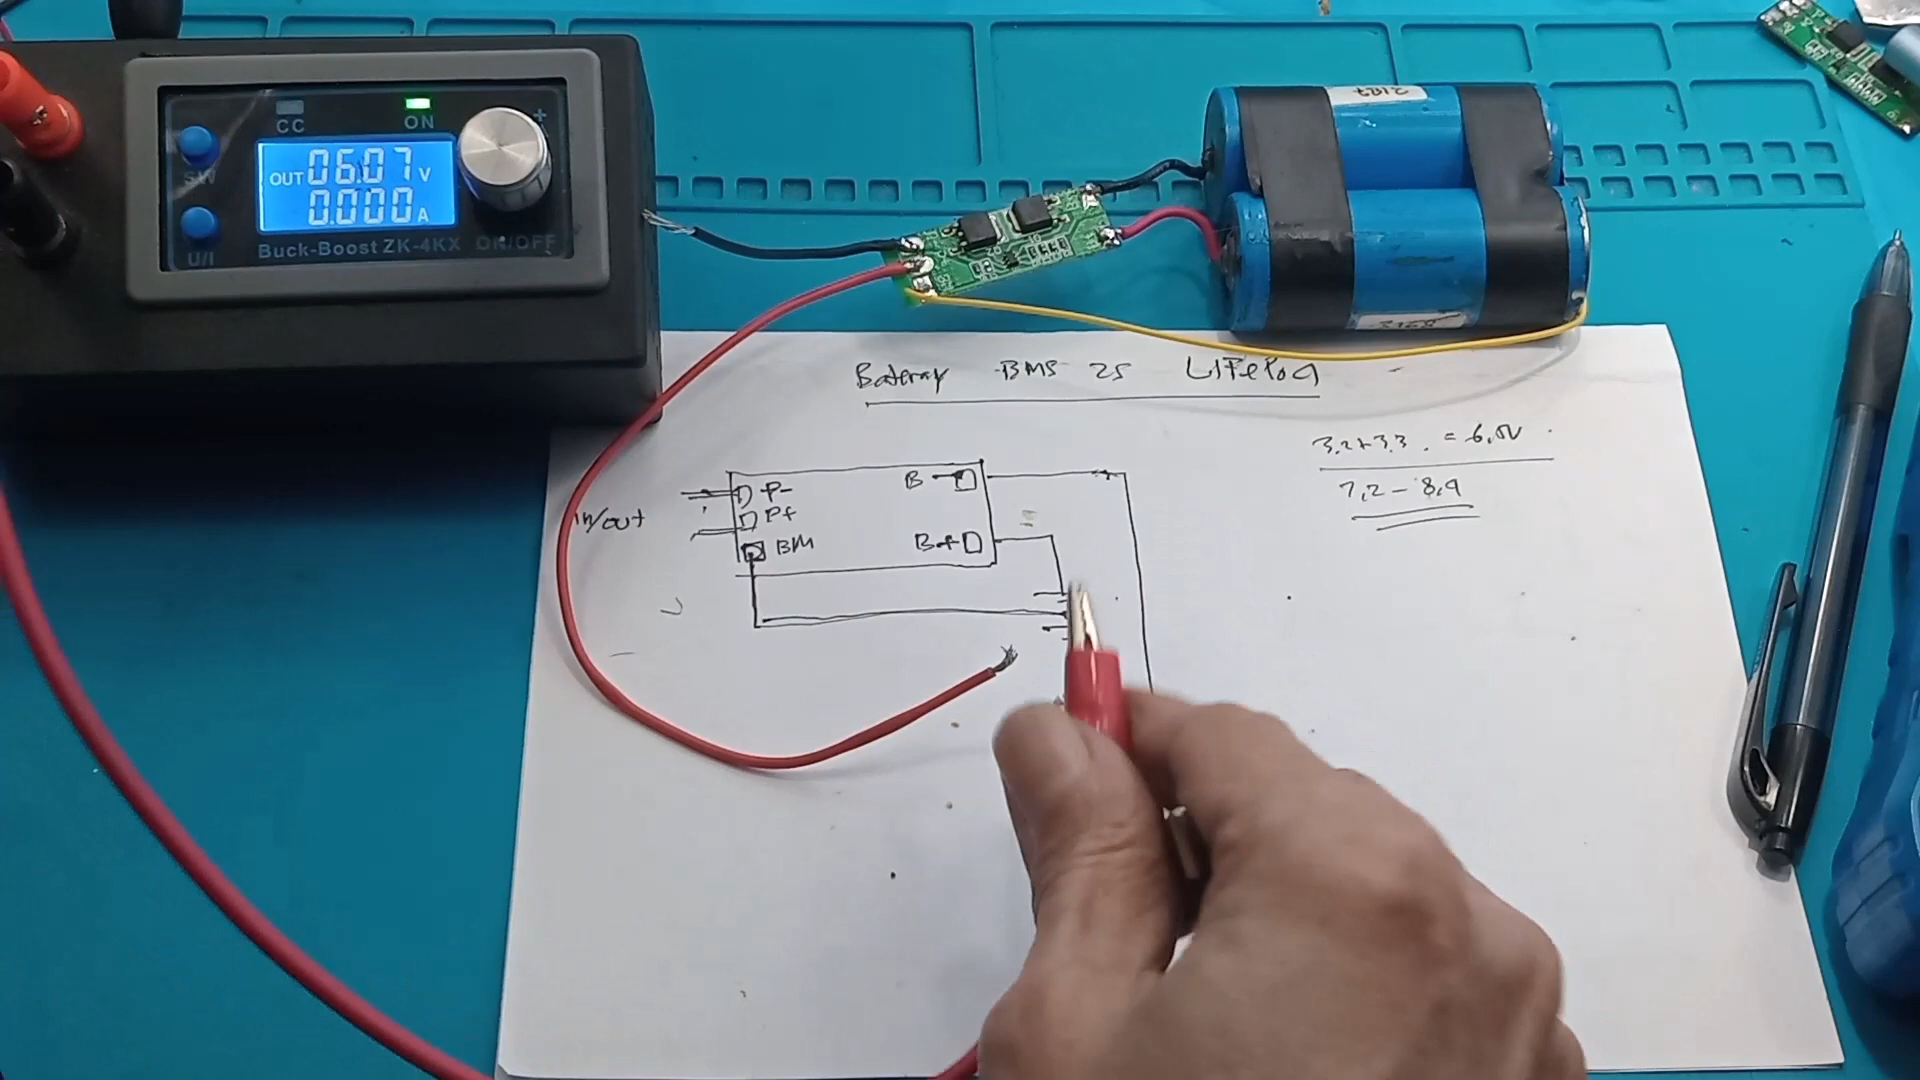 CC ON +
SW
OUT 06.07 V
0.000 A
U/I
Buck-Boost ZK-4KX ON/OFF
Bateray BMS 2S LIFePo4
3.2+3.3 = 6.5V
7,2 - 8,4
B -
P-
P+
In/out
BM
B+